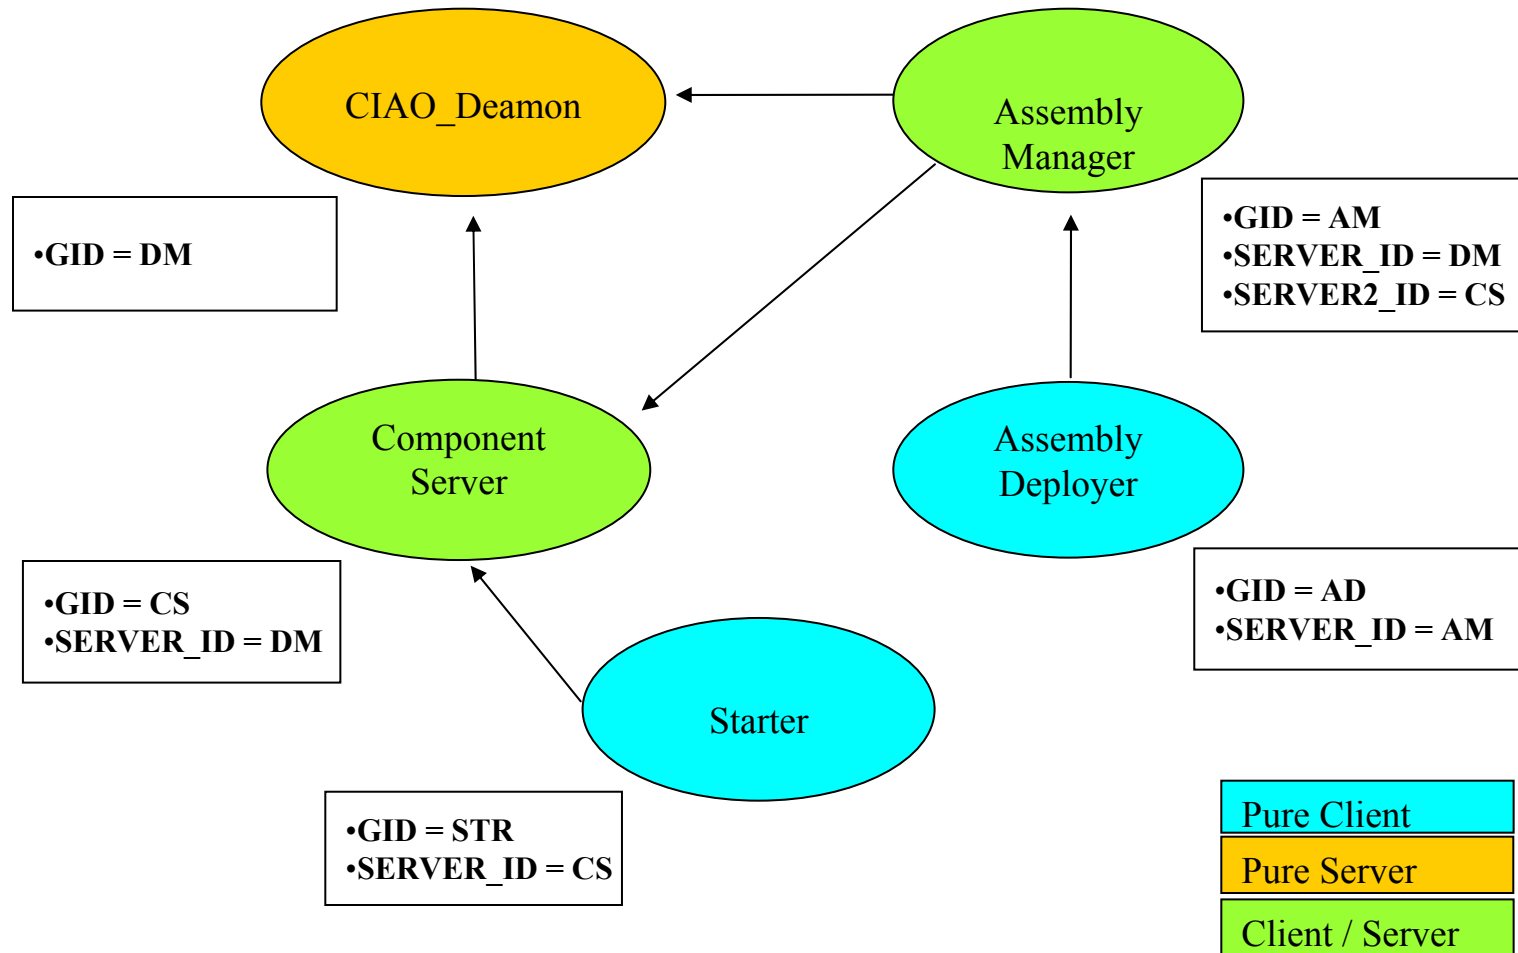 CIAO_Deamon
Assembly
Manager
•GID = DM
•GID = AM
•SERVER_ID = DM
•SERVER2_ID = CS
Component
Server
Assembly
Deployer
•GID = CS
•SERVER_ID = DM
•GID = AD
•SERVER_ID = AM
Starter
•GID = STR
•SERVER_ID = CS
Pure Client
Pure Server
Client / Server